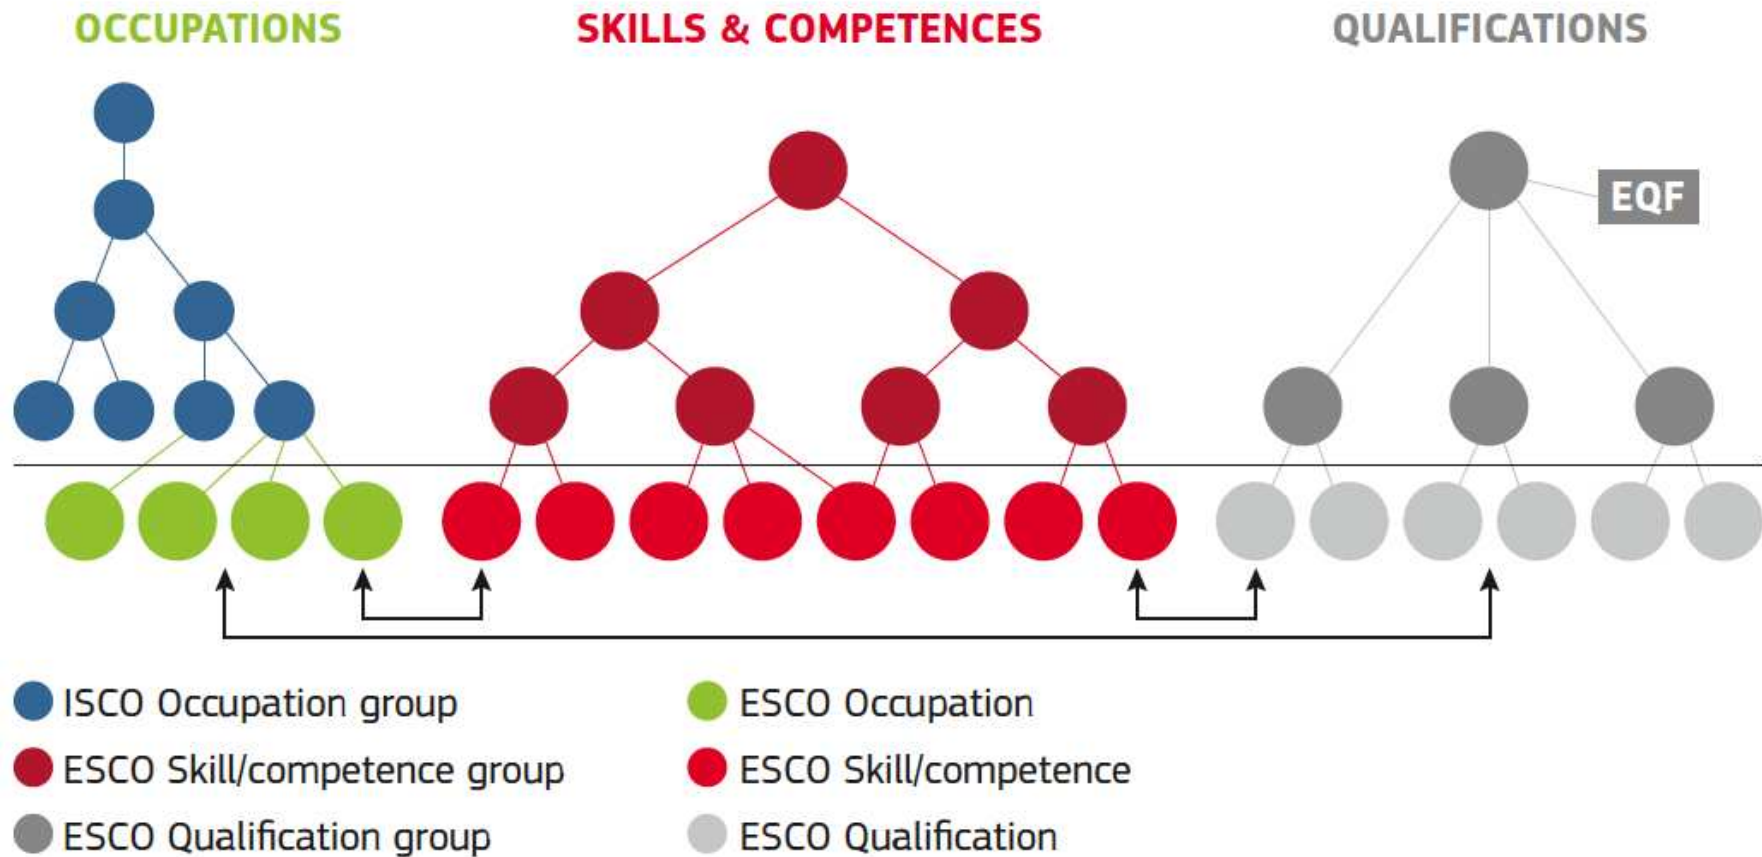 OCCUPATIONS
SKILLS & COMPETENCES
QUALIFICATIONS
EQF
ISCO Occupation group
ESCO Occupation
ESCO Skill/competence group
ESCO Skill/competence
ESCO Qualification group
ESCO Qualification